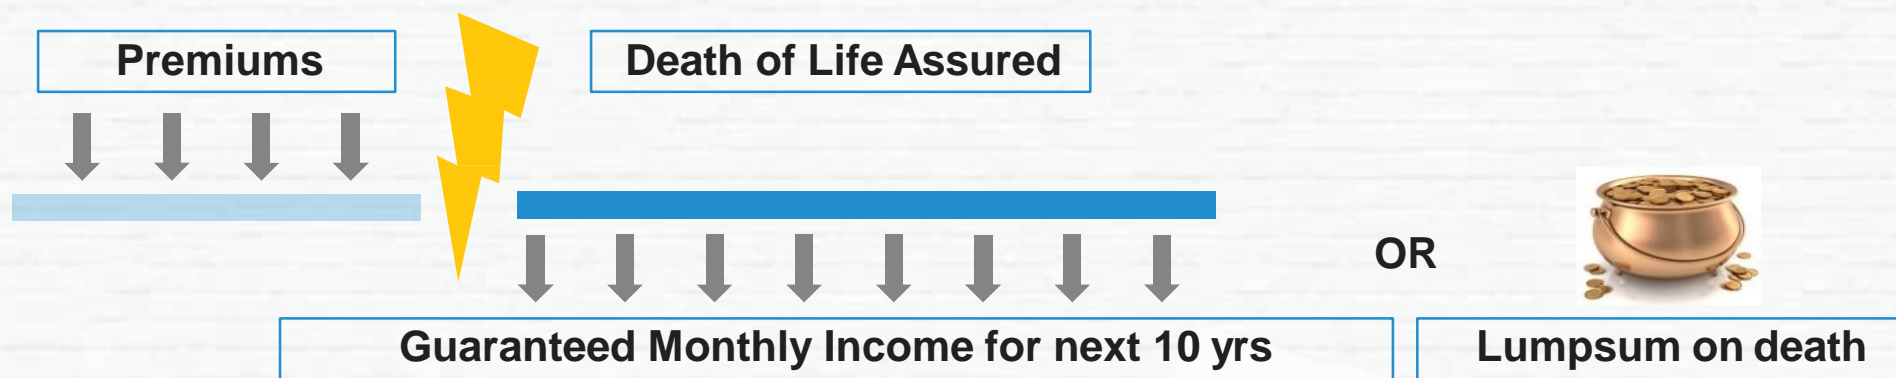 Premiums
Death of Life Assured
OR
Guaranteed Monthly Income for next 10 yrs
Lumpsum on death